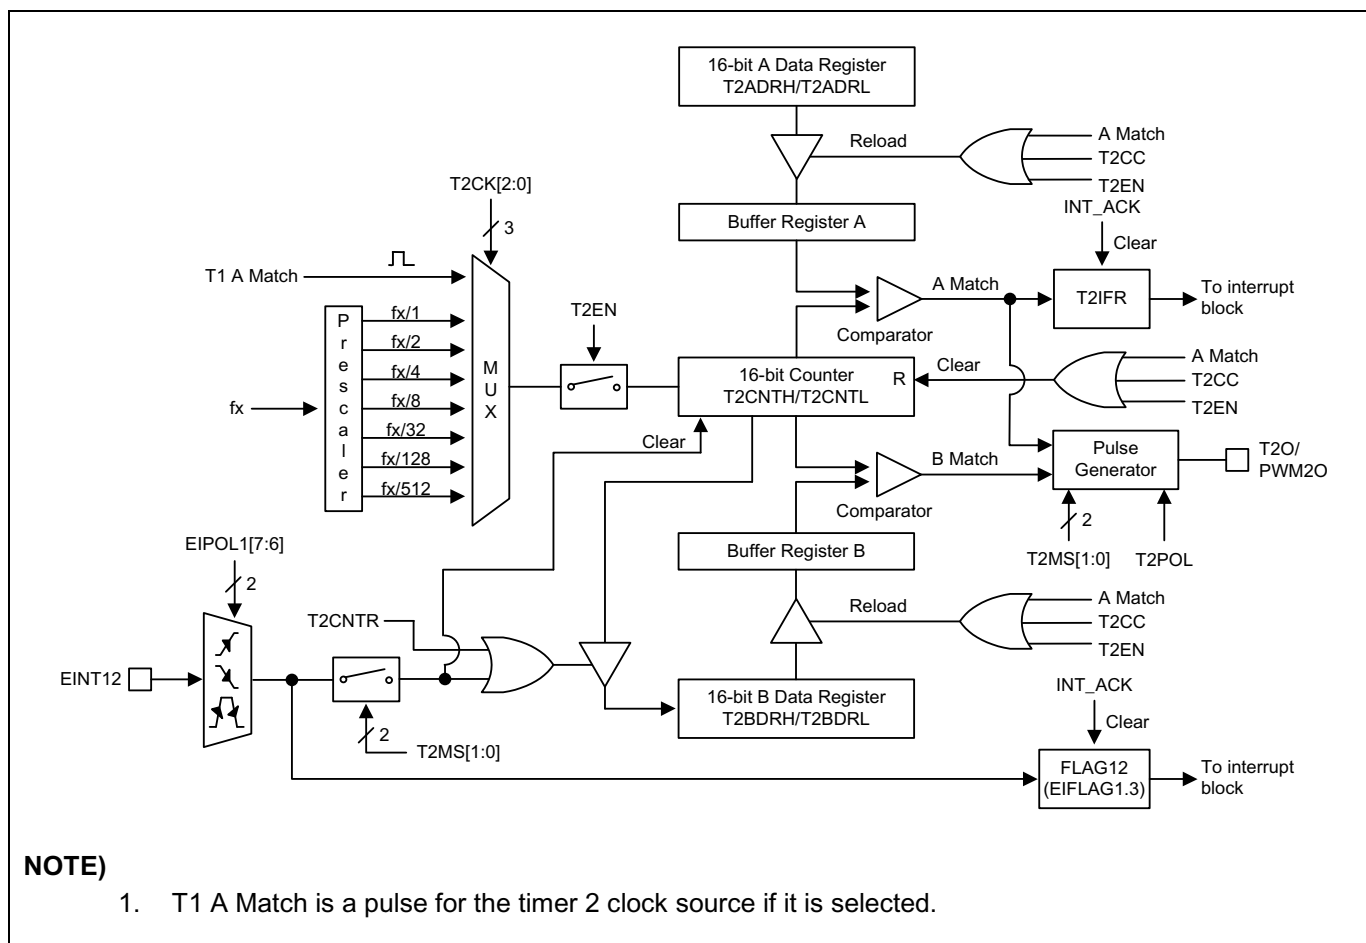 16-bit A Data Register
T2ADRH/T2ADRL
Reload
A Match
T2CC
T2EN
T2CK[2:0]
3
Buffer Register A
INT_ACK
Clear
T1 A Match
Prescaler
fx/1
fx/2
fx/4
fx/8
fx/32
fx/128
fx/512
fx
MUX
T2EN
A Match
Comparator
T2IFR
To interrupt
block
16-bit Counter
T2CNTH/T2CNTL
R
Clear
A Match
T2CC
T2EN
Clear
B Match
Comparator
Pulse
Generator
T2O/
PWM2O
2
T2MS[1:0]
T2POL
Buffer Register B
EIPOL1[7:6]
2
T2CNTR
Reload
A Match
T2CC
T2EN
EINT12
2
T2MS[1:0]
16-bit B Data Register
T2BDRH/T2BDRL
INT_ACK
Clear
FLAG12
(EIFLAG1.3)
To interrupt
block
NOTE)
1. T1 A Match is a pulse for the timer 2 clock source if it is selected.